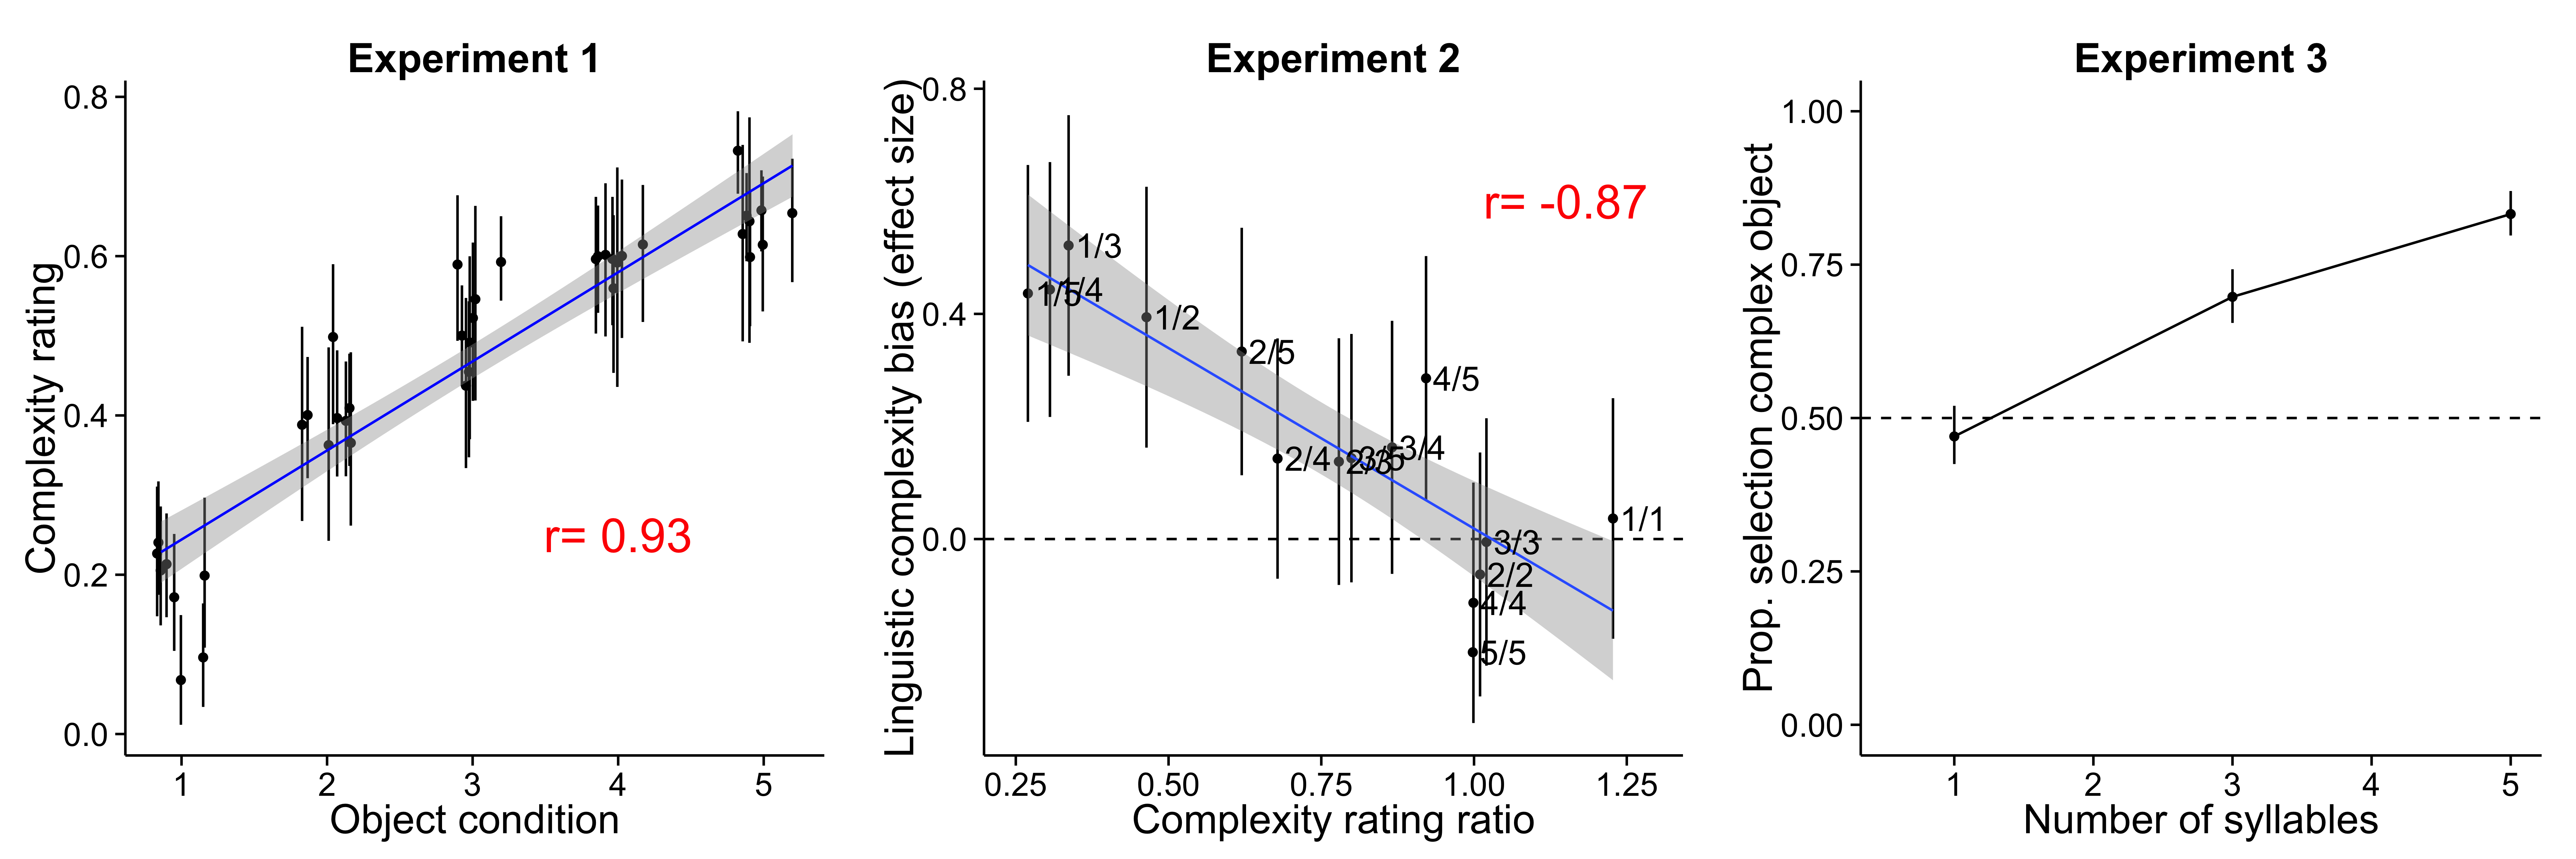 Experiment 1
Complexity rating
0.8
0.6
0.4
0.2
0.0
r= 0.93
1 2 3 4 5
Object condition
Experiment 2
Linguistic complexity bias (effect size)
0.8
0.4
0.0
r= -0.87
1/3
1/5
1/4
1/2
2/5
4/5
2/4
2/3
3/5
3/4
1/1
3/3
2/2
4/4
5/5
0.25 0.50 0.75 1.00 1.25
Complexity rating ratio
Experiment 3
Prop. selection complex object
1.00
0.75
0.50
0.25
0.00
1 2 3 4 5
Number of syllables